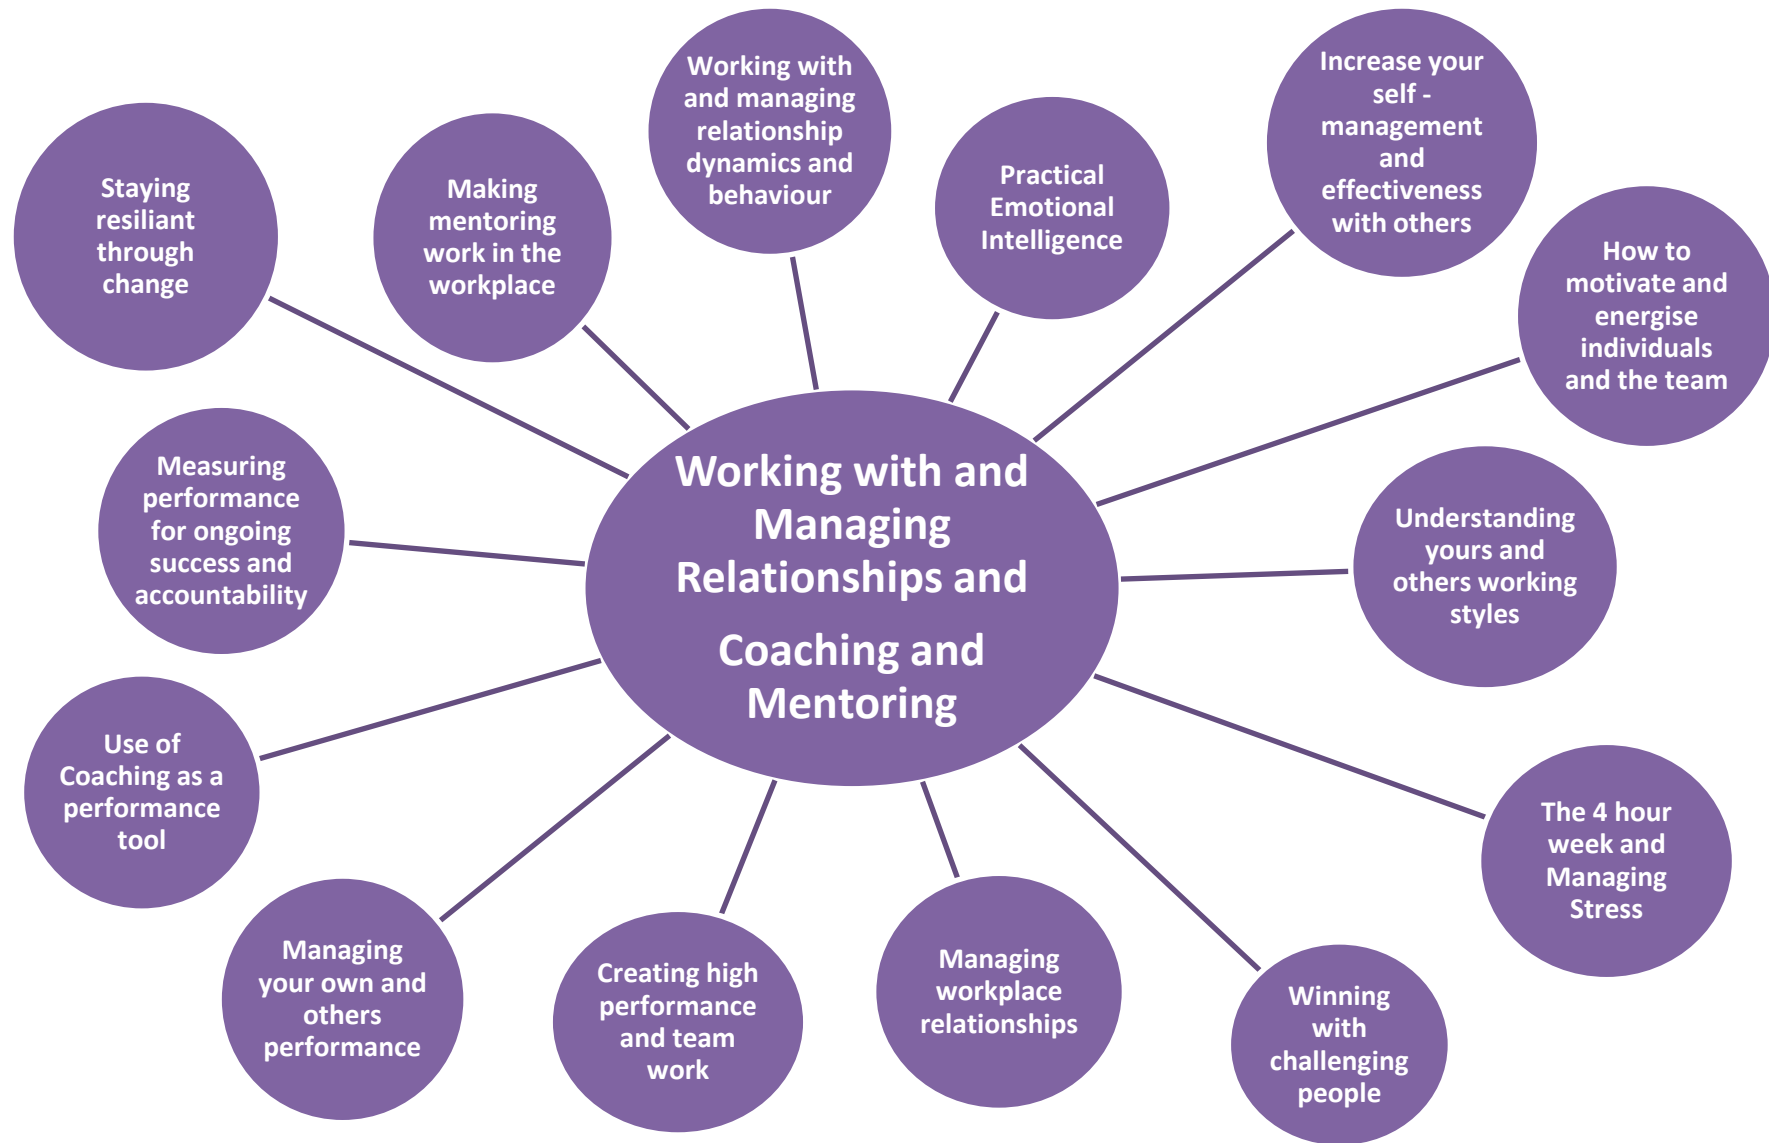 Working with
and managing
relationship
dynamics and
behaviour
Increase your
self -
management
and
effectiveness
with others
Staying
resiliant
through
change
Making
mentoring
work in the
workplace
Practical
Emotional
Intelligence
How to
motivate and
energise
individuals
and the team
Measuring
performance
for ongoing
success and
accountability
Working with and
Managing
Relationships and
Coaching and
Mentoring
Understanding
yours and
others working
styles
Use of
Coaching as a
performance
tool
The 4 hour
week and
Managing
Stress
Managing
your own and
others
performance
Creating high
performance
and team
work
Managing
workplace
relationships
Winning
with
challenging
people